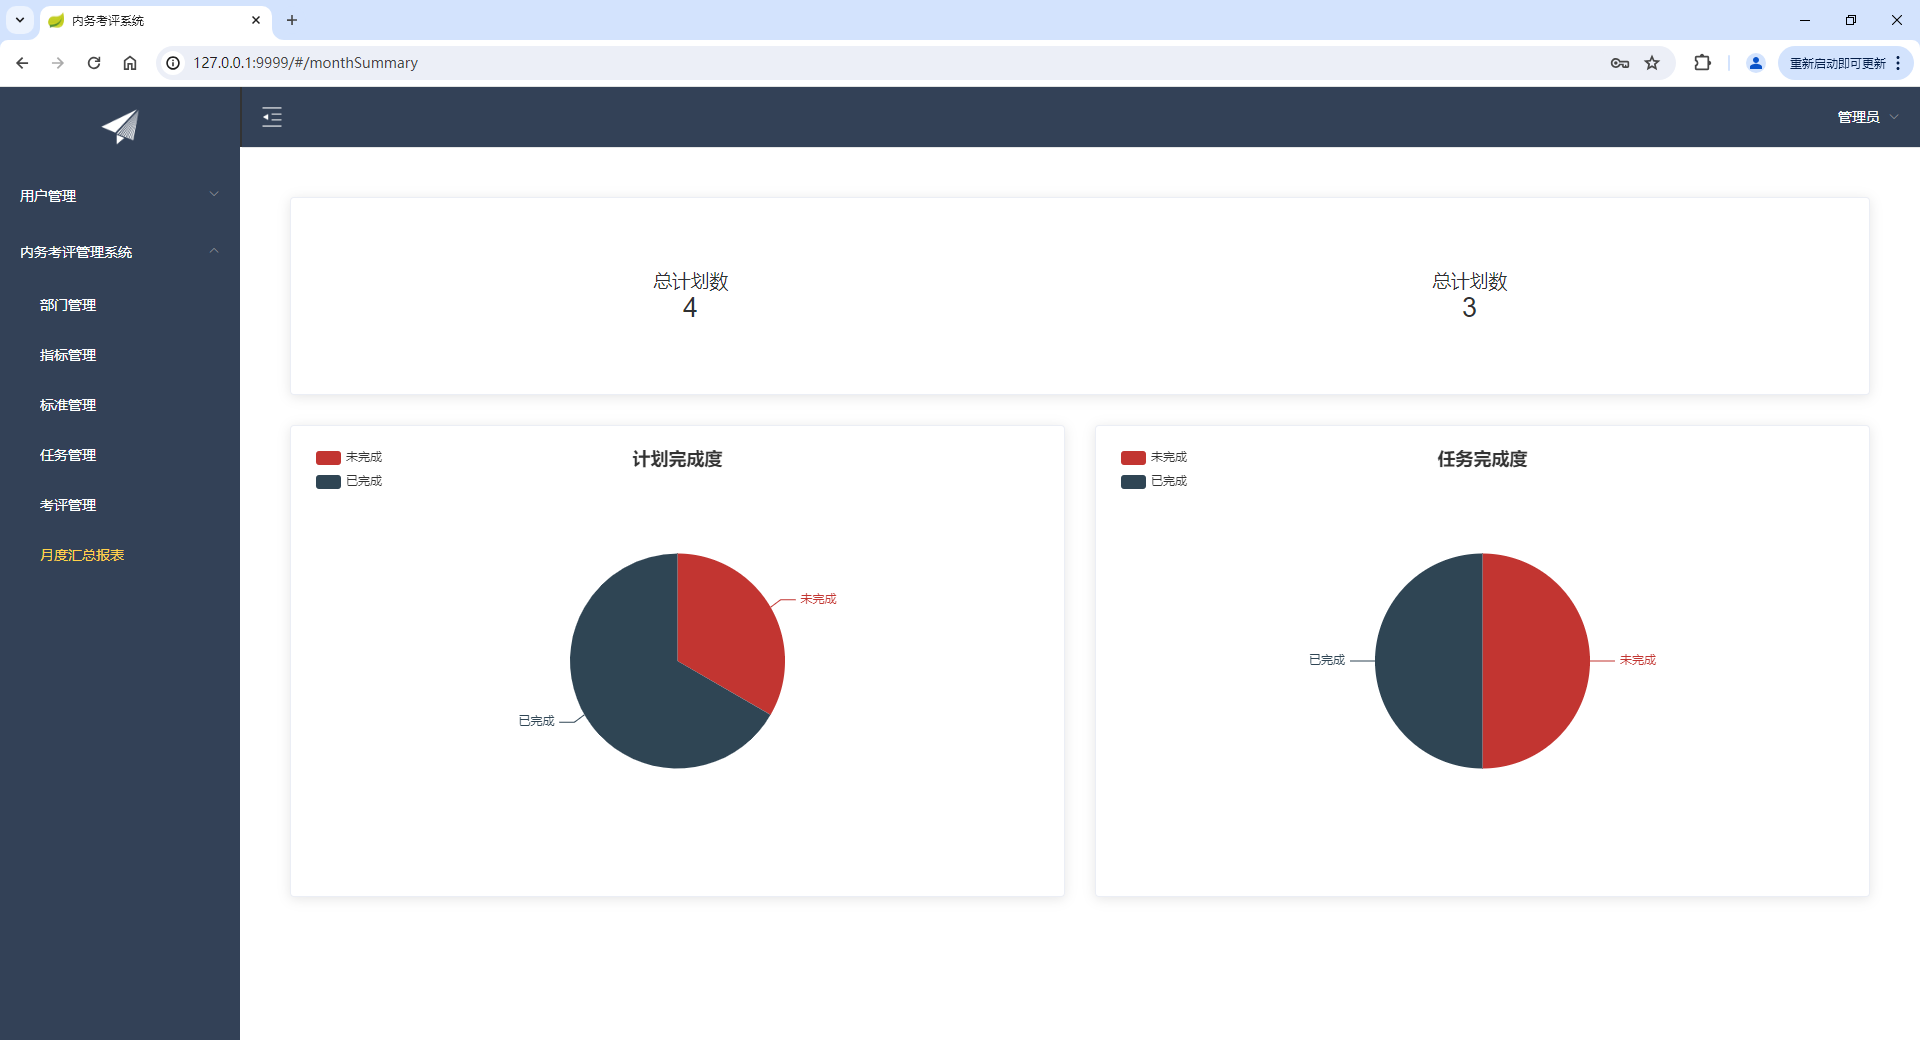 内务考评系统
127.0.0.1:9999/#/monthSummary
重新启动即可更新
管理员
用户管理
内务考评管理系统
部门管理
指标管理
标准管理
任务管理
考评管理
月度汇总报表
总计划数
4
总计划数
3
未完成
已完成
计划完成度
未完成
已完成
未完成
已完成
任务完成度
已完成
未完成